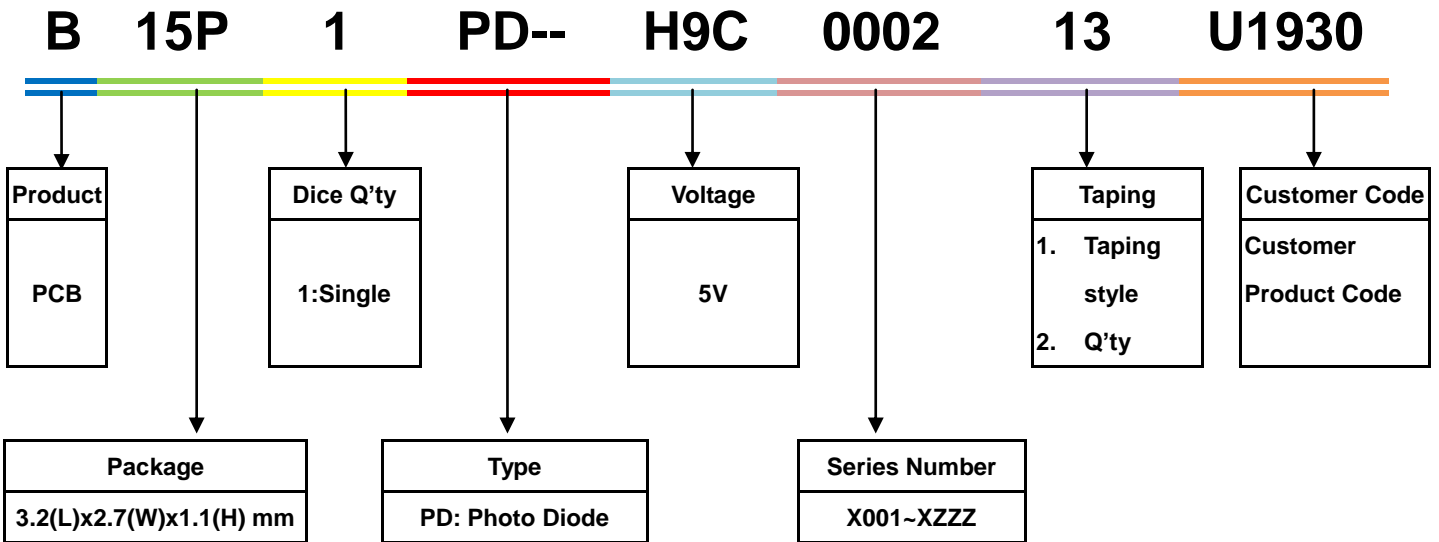 B 15P 1 PD-- H9C 0002 13 U1930
Product
PCB
Dice Q’ty
1:Single
Voltage
5V
Taping
1. Taping
style
2. Q’ty
Customer Code
Customer
Product Code
Package
3.2(L)x2.7(W)x1.1(H) mm
Type
PD: Photo Diode
Series Number
X001~XZZZ